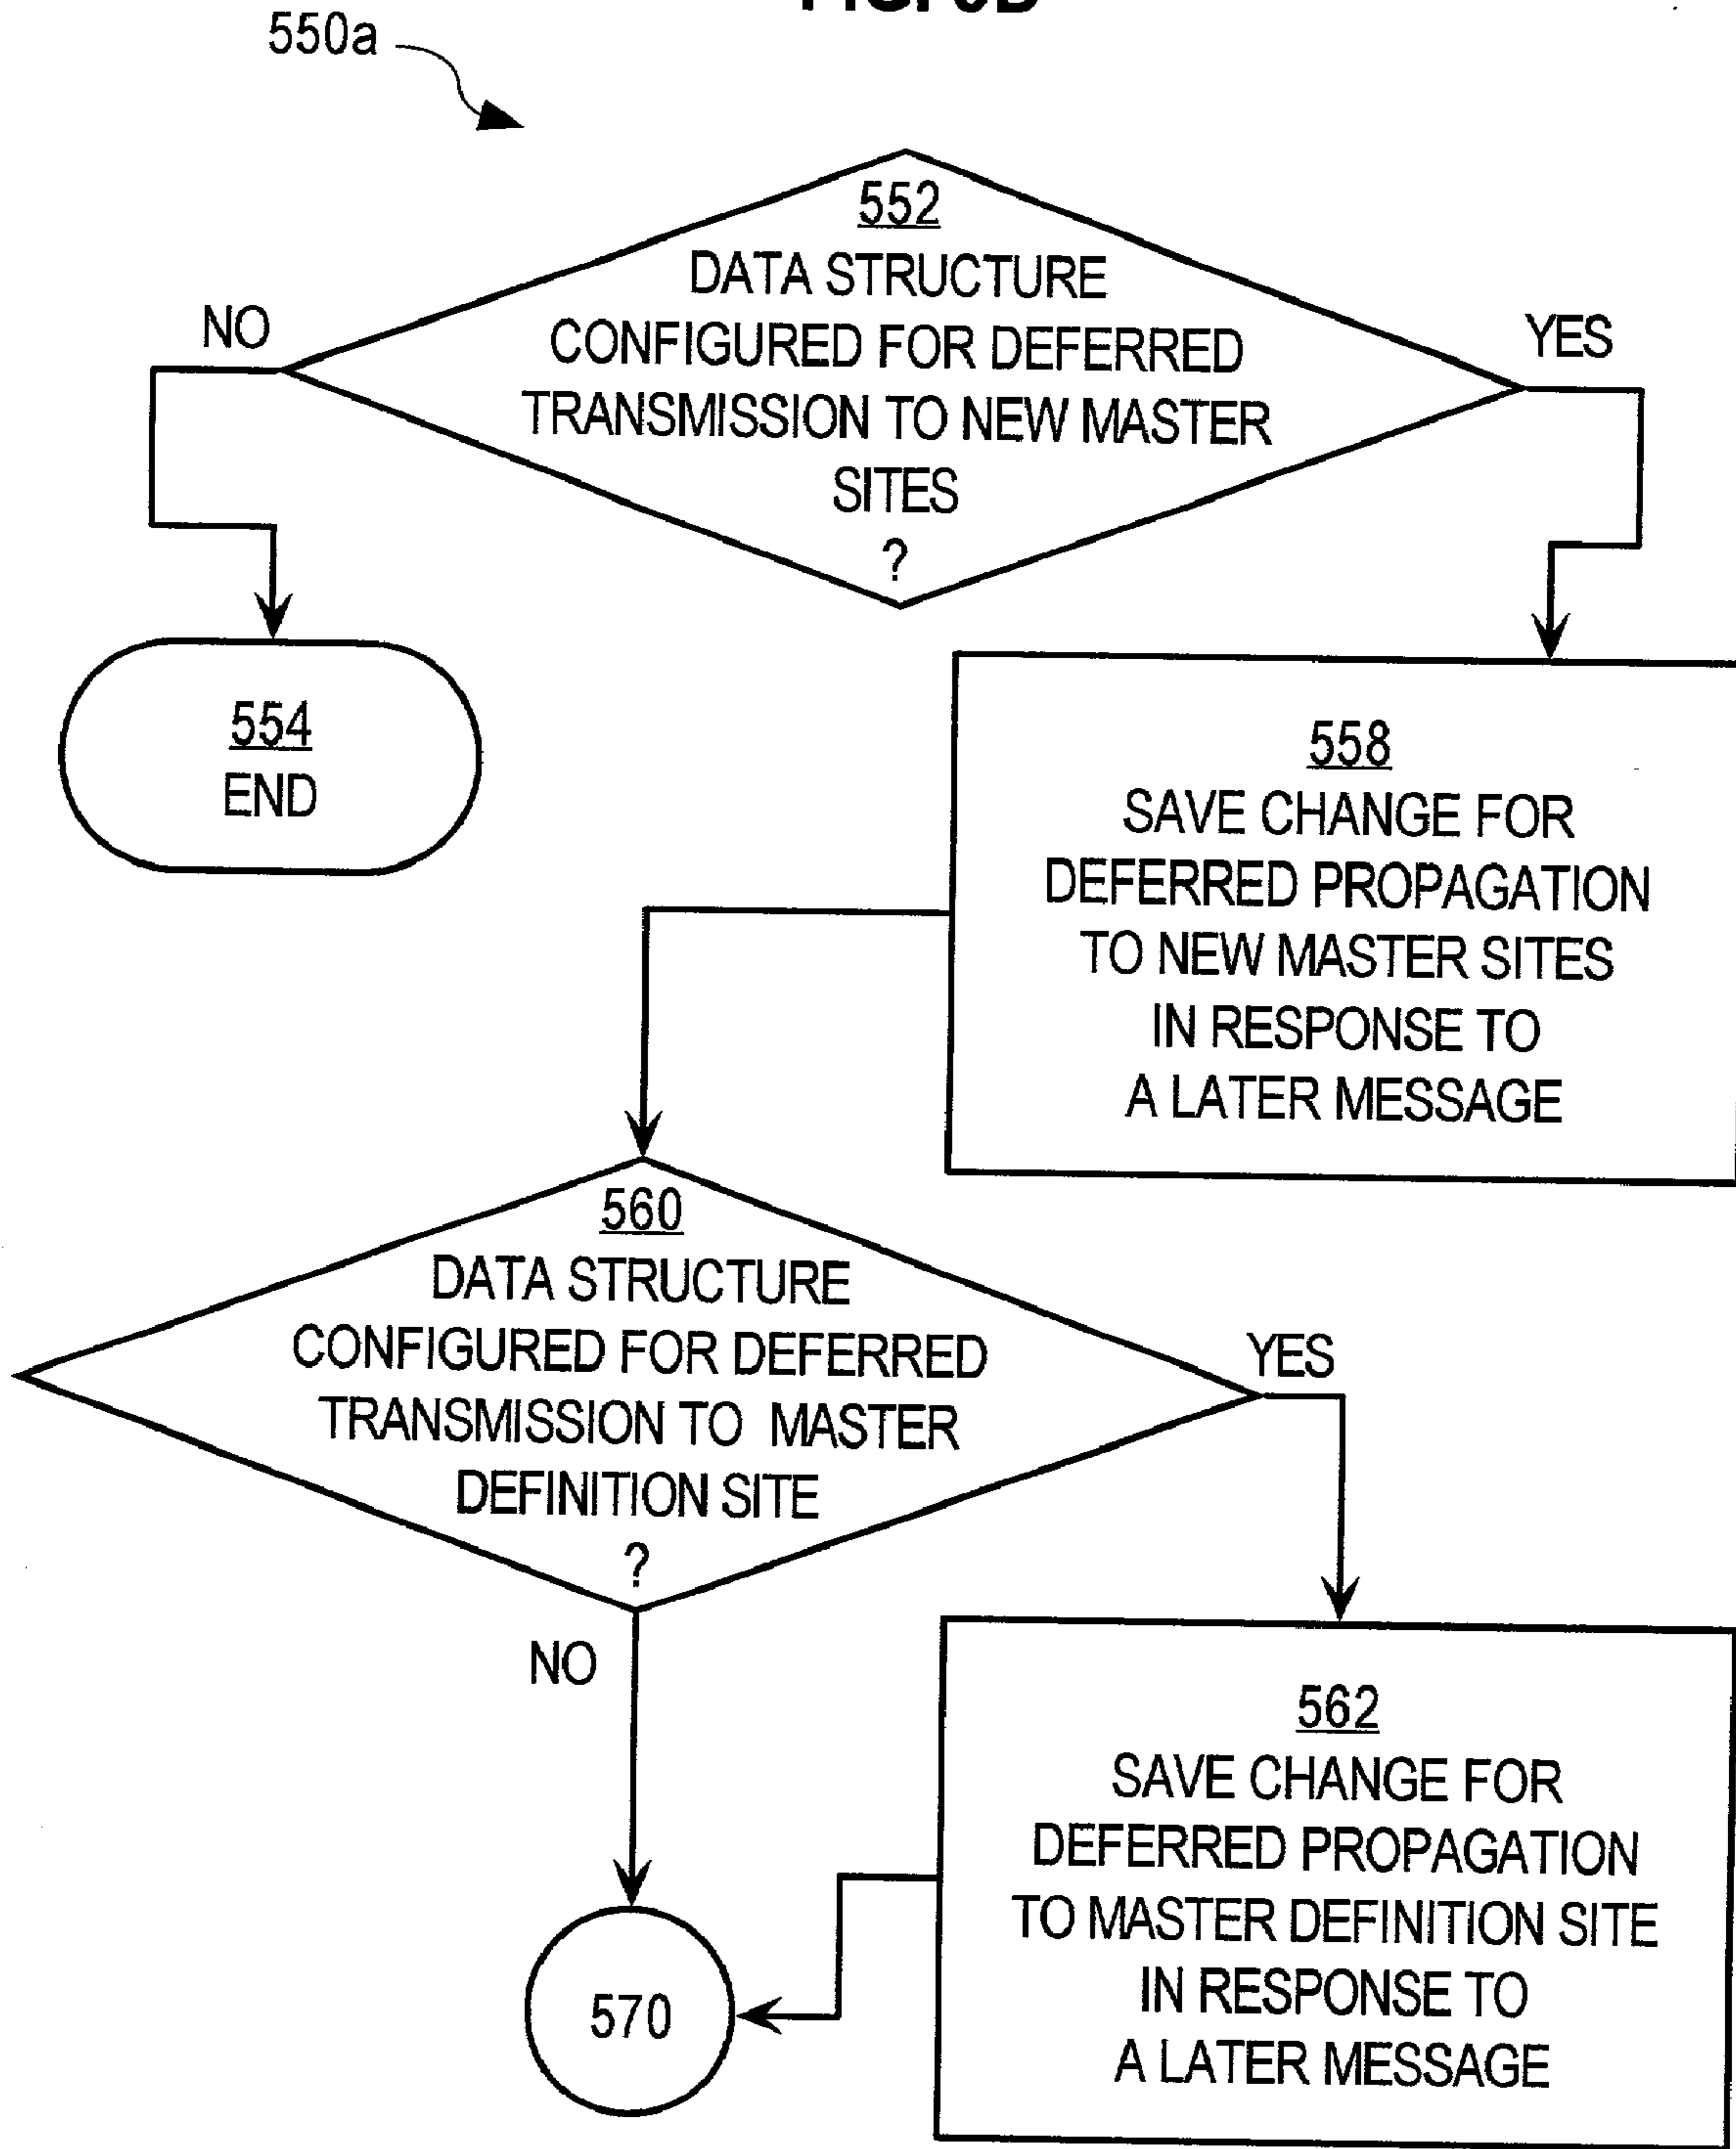 550a
552
DATA STRUCTURE
CONFIGURED FOR DEFERRED
TRANSMISSION TO NEW MASTER
SITES
?
NO
YES
554
END
558
SAVE CHANGE FOR
DEFERRED PROPAGATION
TO NEW MASTER SITES
IN RESPONSE TO
A LATER MESSAGE
560
DATA STRUCTURE
CONFIGURED FOR DEFERRED
TRANSMISSION TO MASTER
DEFINITION SITE
?
YES
NO
562
SAVE CHANGE FOR
DEFERRED PROPAGATION
TO MASTER DEFINITION SITE
IN RESPONSE TO
A LATER MESSAGE
570